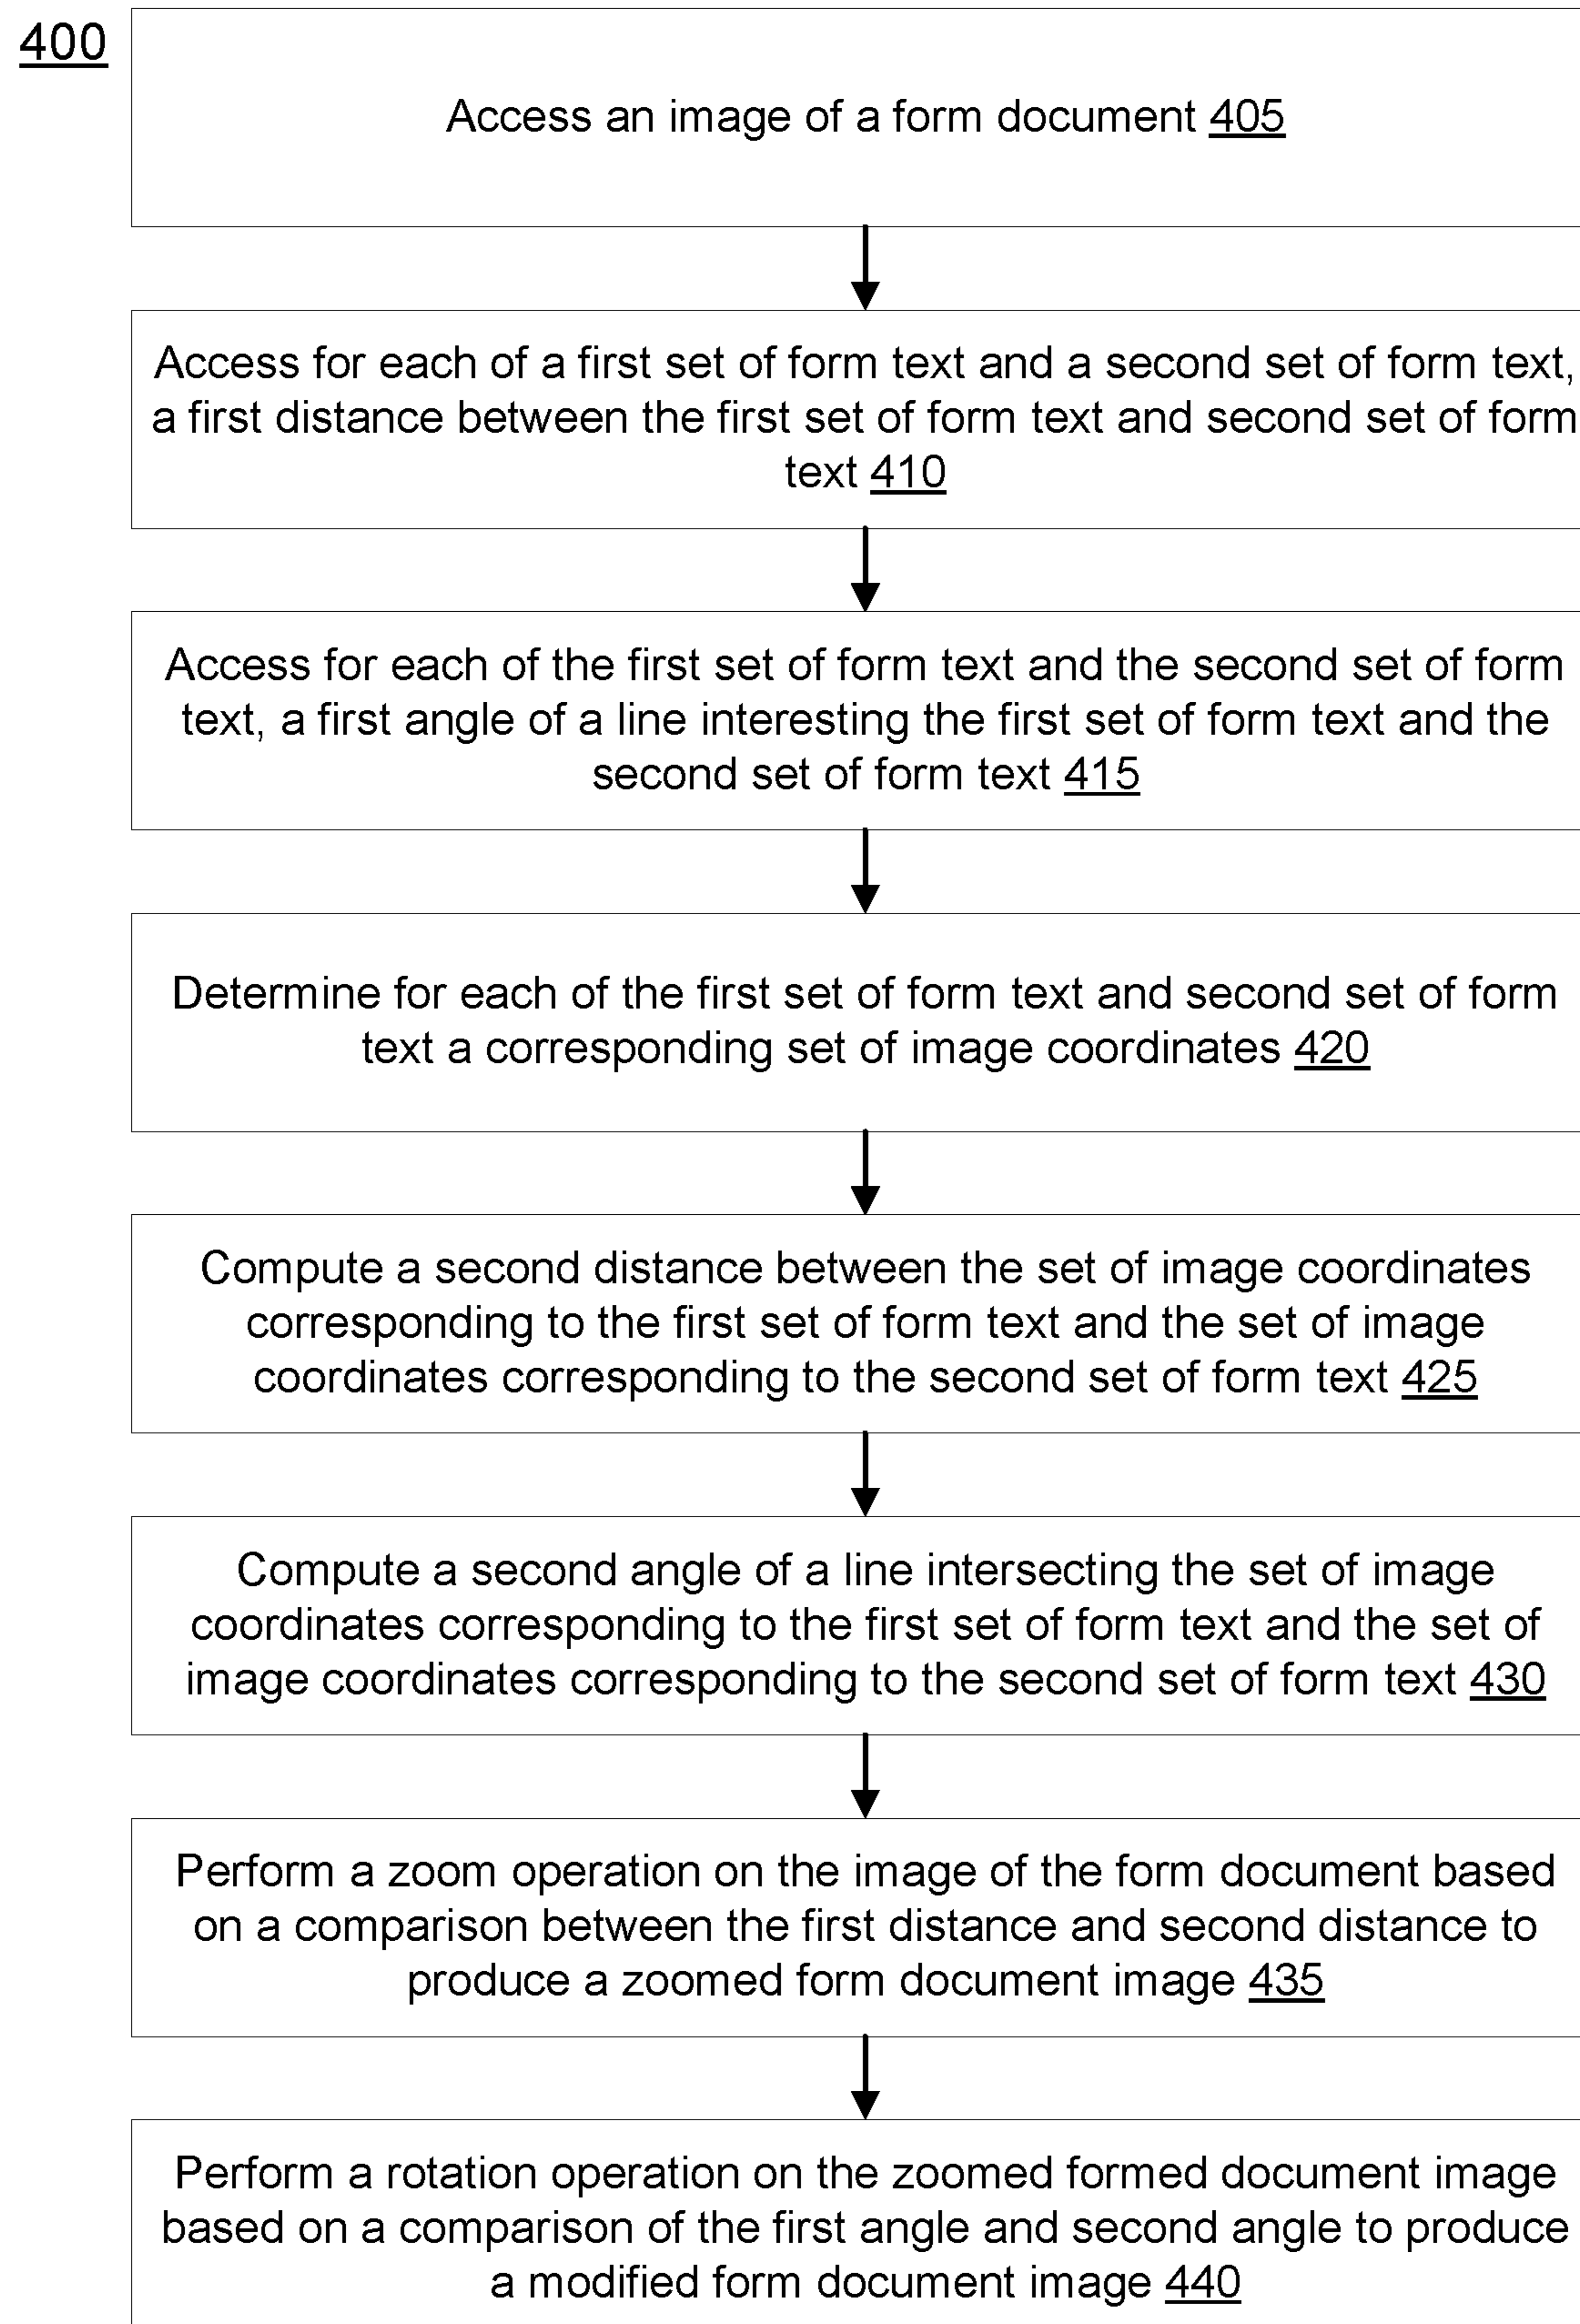 400
Access an image of a form document 405
Access for each of a first set of form text and a second set of form text,
a first distance between the first set of form text and second set of form
text 410
Access for each of the first set of form text and the second set of form
text, a first angle of a line interesting the first set of form text and the
second set of form text 415
Determine for each of the first set of form text and second set of form
text a corresponding set of image coordinates 420
Compute a second distance between the set of image coordinates
corresponding to the first set of form text and the set of image
coordinates corresponding to the second set of form text 425
Compute a second angle of a line intersecting the set of image
coordinates corresponding to the first set of form text and the set of
image coordinates corresponding to the second set of form text 430
Perform a zoom operation on the image of the form document based
on a comparison between the first distance and second distance to
produce a zoomed form document image 435
Perform a rotation operation on the zoomed formed document image
based on a comparison of the first angle and second angle to produce
a modified form document image 440